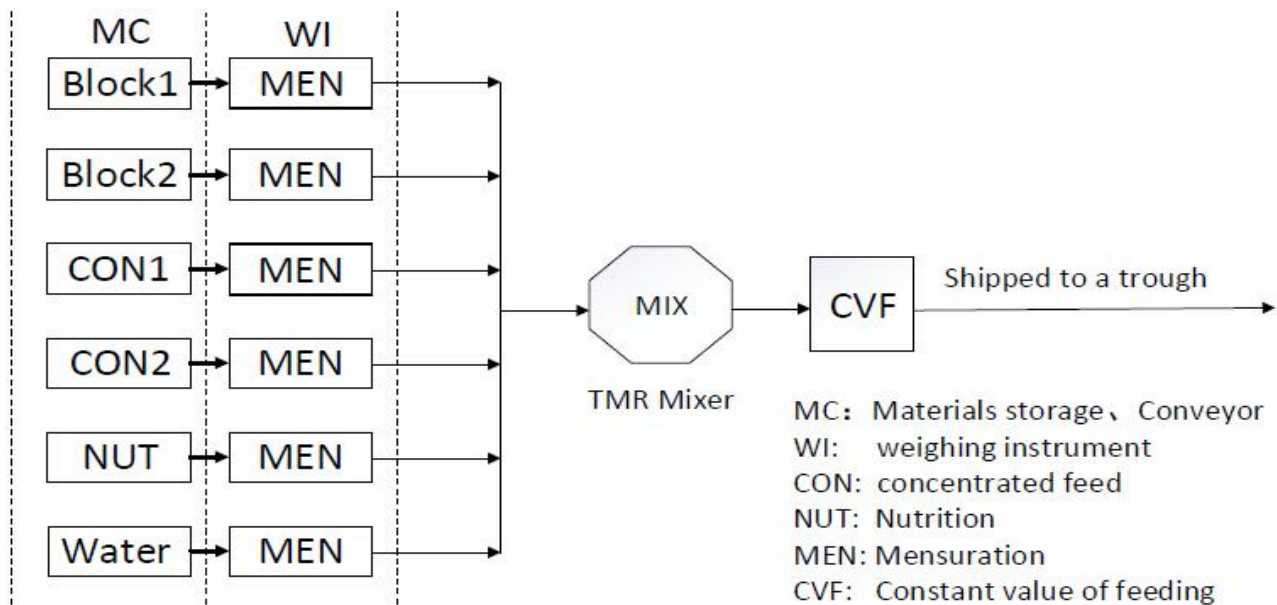 MC WI
Block1 MEN
Block2 MEN
CON1 MEN
CON2 MEN
NUT MEN
Water MEN
MIX
TMR Mixer
CVF
Shipped to a trough
MC： Materials storage、Conveyor
WI: weighing instrument
CON: concentrated feed
NUT: Nutrition
MEN: Mensuration
CVF: Constant value of feeding